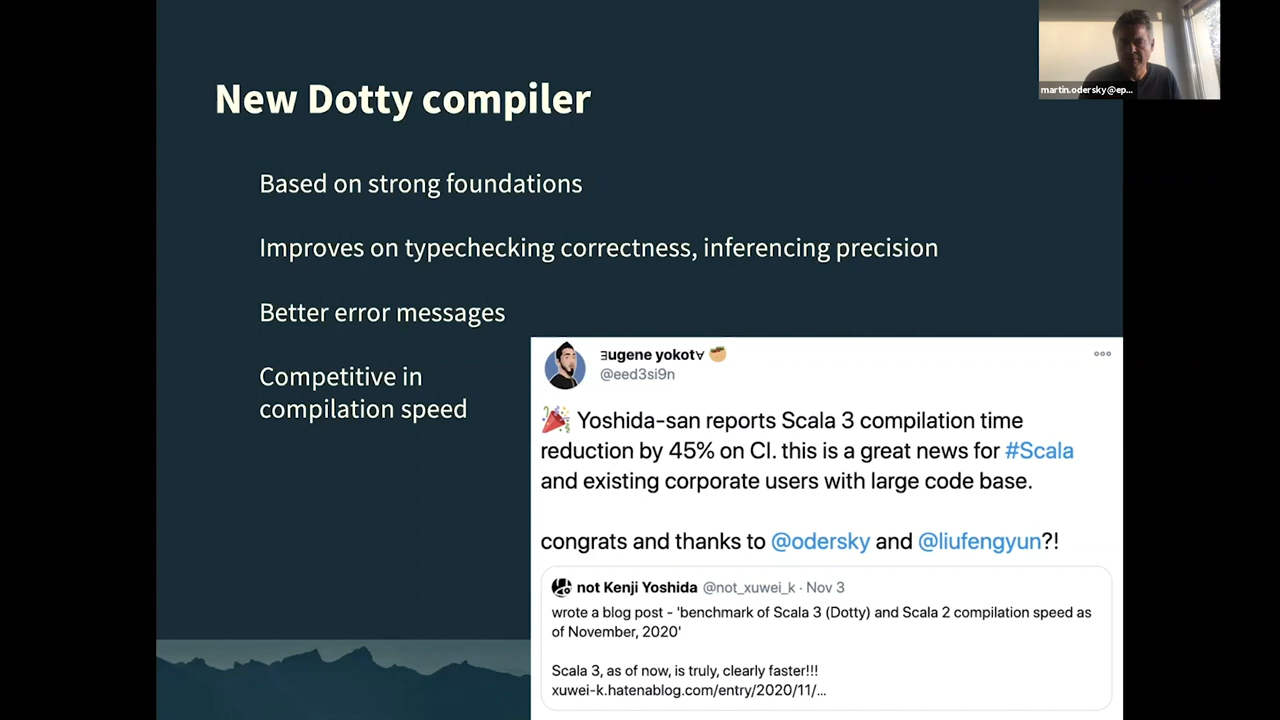 New Dotty compiler
martin.odersky@ep...
Based on strong foundations
Improves on typechecking correctness, inferencing precision
Better error messages
Competitive in
compilation speed
∃ugene yokot∀
@eed3si9n
Yoshida-san reports Scala 3 compilation time
reduction by 45% on CI. this is a great news for #Scala
and existing corporate users with large code base.
congrats and thanks to @odersky and @liufengyun?!
not Kenji Yoshida @not_xuwei_k · Nov 3
wrote a blog post - 'benchmark of Scala 3 (Dotty) and Scala 2 compilation speed as
of November, 2020'
Scala 3, as of now, is truly, clearly faster!!!
xuwei-k.hatenablog.com/entry/2020/11/...